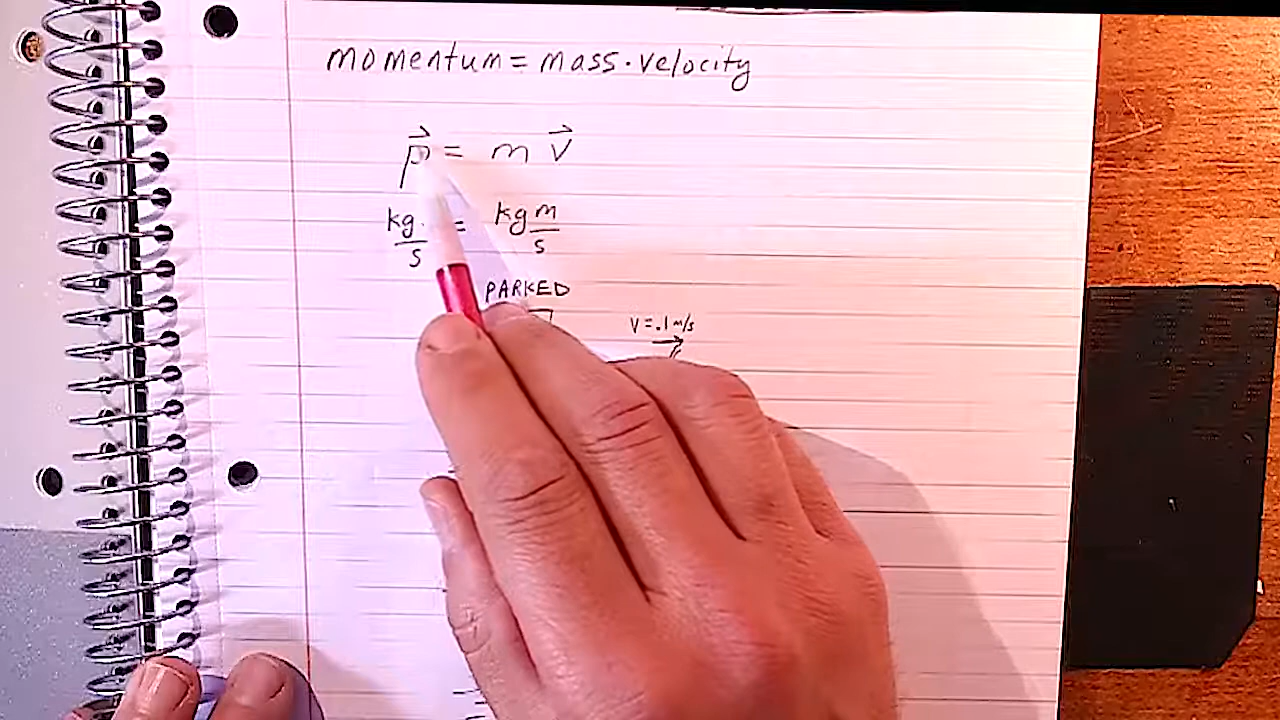 momentum = mass · velocity
p⃗ = m v⃗
kg· /s = kg m/s
PARKED
v = .1 m/s